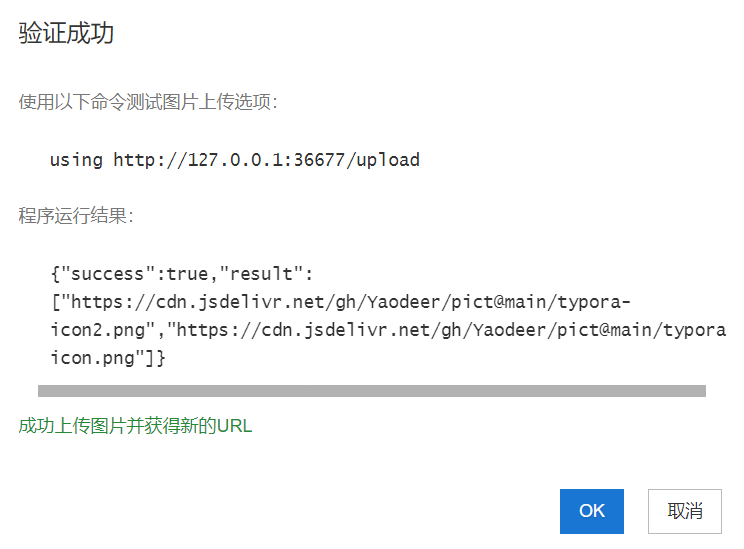 验证成功
使用以下命令测试图片上传选项：
using http://127.0.0.1:36677/upload
程序运行结果：
{"success":true,"result":
["https://cdn.jsdelivr.net/gh/Yaodeer/pict@main/typora-
icon2.png","https://cdn.jsdelivr.net/gh/Yaodeer/pict@main/typora
icon.png"]}
成功上传图片并获得新的URL
OK
取消